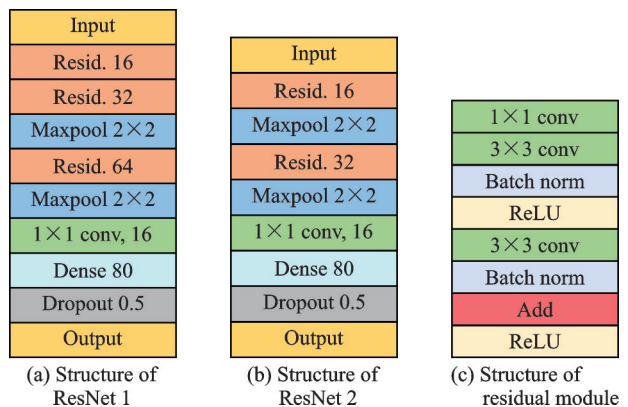 Input
Resid. 16
Resid. 32
Maxpool 2×2
Resid. 64
Maxpool 2×2
1×1 conv, 16
Dense 80
Dropout 0.5
Output
(a) Structure of
ResNet 1
Input
Resid. 16
Maxpool 2×2
Resid. 32
Maxpool 2×2
1×1 conv, 16
Dense 80
Dropout 0.5
Output
(b) Structure of
ResNet 2
1×1 conv
3×3 conv
Batch norm
ReLU
3×3 conv
Batch norm
Add
ReLU
(c) Structure of
residual module